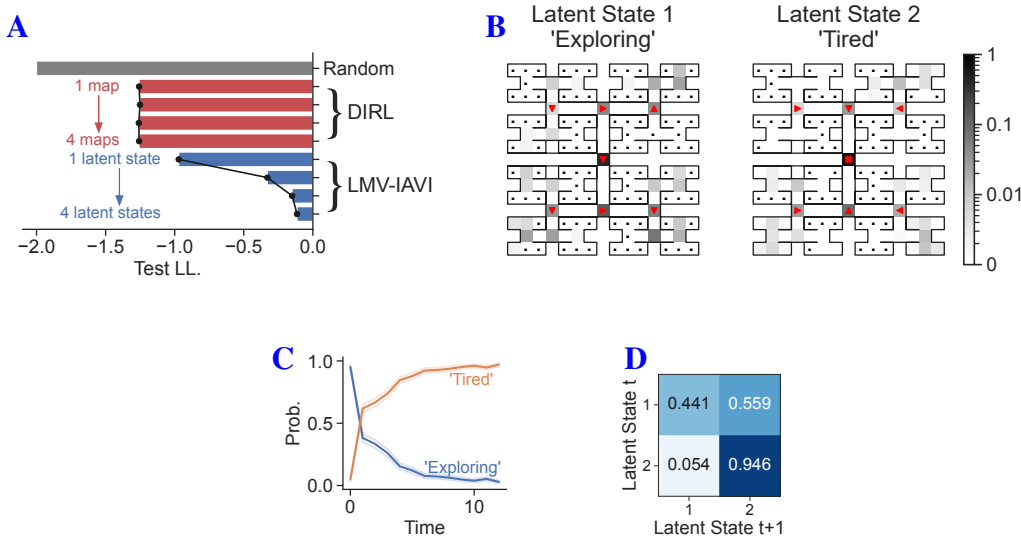 A
Random
1 map
4 maps
DIRL
1 latent state
4 latent states
LMV-IAVI
−2.0 −1.5 −1.0 −0.5 0.0
Test LL.
B
Latent State 1
'Exploring'
Latent State 2
'Tired'
1
0.1
0.01
0
C
1.0
0.5
0.0
Prob.
'Tired'
'Exploring'
0 10
Time
D
Latent State t
1
2
0.441 0.559
0.054 0.946
1 2
Latent State t+1